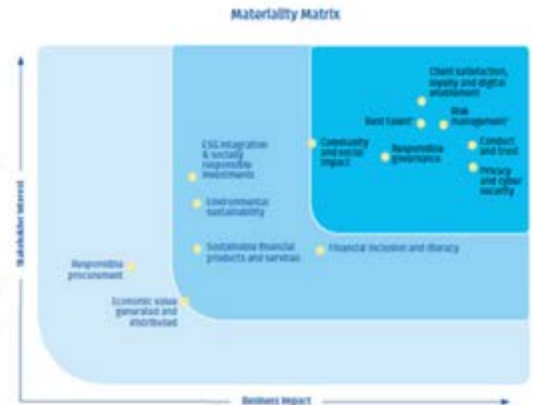 Materiality Matrix
Client satisfaction,
loyalty and digital
enablement
Best talent
Risk
management
ESG integration
& socially
responsible
investments
Community
and social
impact
Responsible
governance
Conduct
and trust
Privacy
and cyber
security
Environmental
sustainability
Sustainable financial
products and services
Financial inclusion and literacy
Responsible
procurement
Economic value
generated and
distributed
Stakeholder Interest
Business Impact